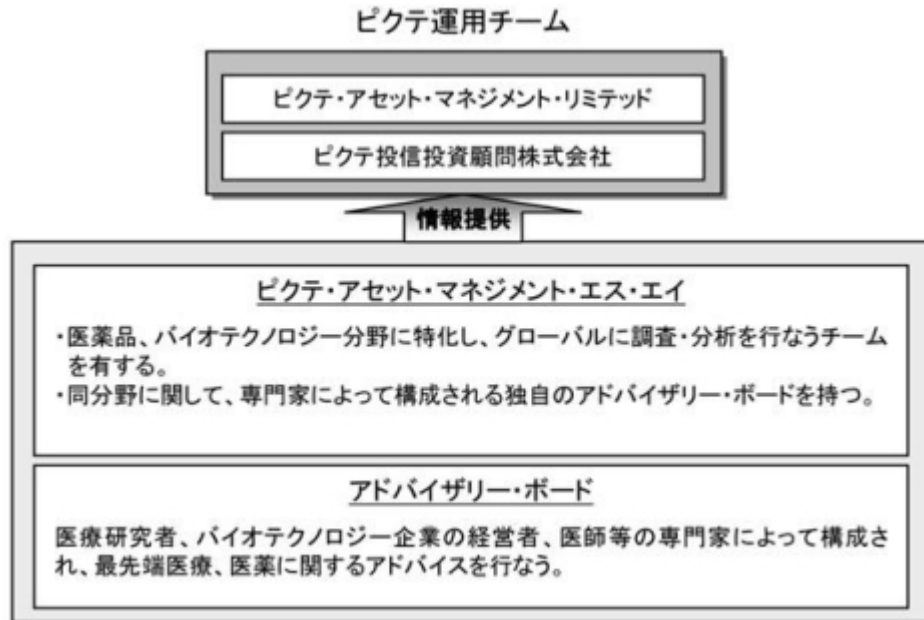 ピクテ運用チーム
ピクテ・アセット・マネジメント・リミテッド
ピクテ投信投資顧問株式会社
情報提供
ピクテ・アセット・マネジメント・エス・エイ
・医薬品、バイオテクノロジー分野に特化し、グローバルに調査・分析を行なうチーム
を有する。
・同分野に関して、専門家によって構成される独自のアドバイザリー・ボードを持つ。
アドバイザリー・ボード
医療研究者、バイオテクノロジー企業の経営者、医師等の専門家によって構成さ
れ、最先端医療、医薬に関するアドバイスを行なう。